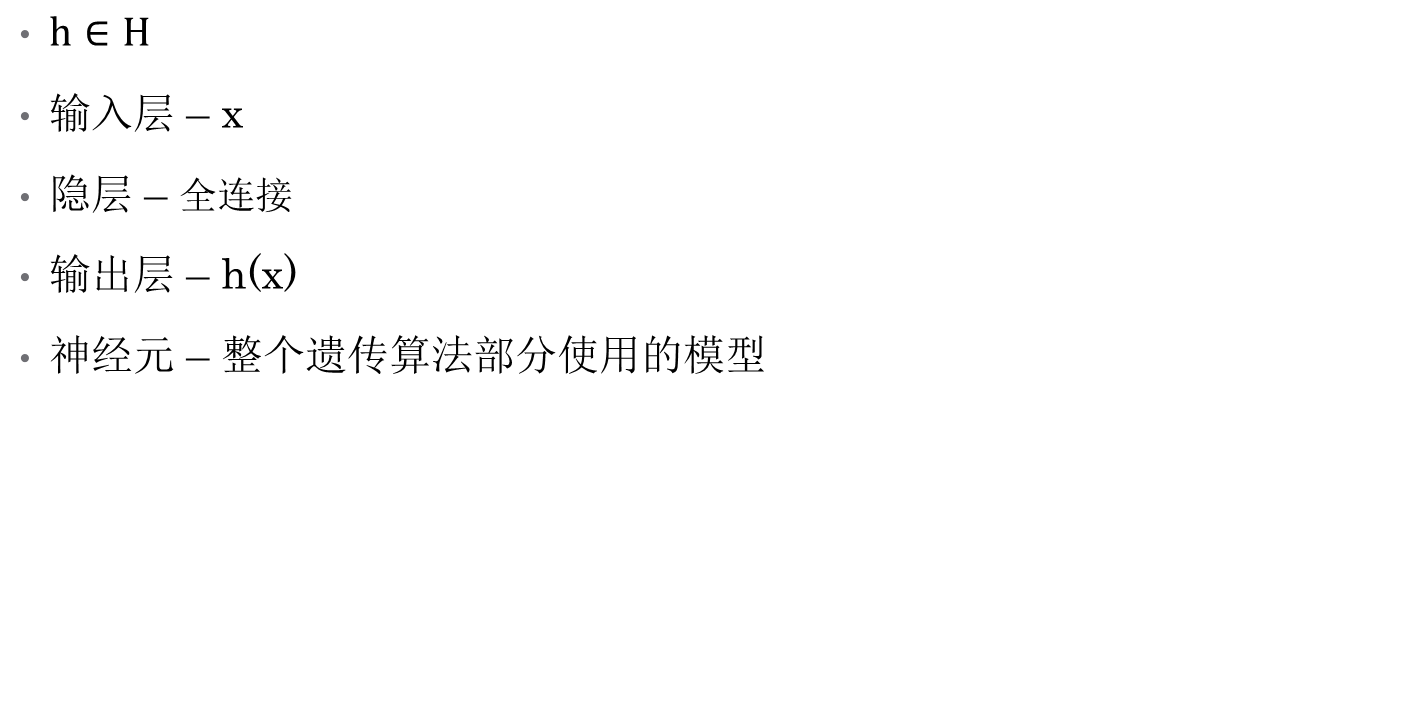 • h ∈ H
• 输入层 – x
• 隐层 – 全连接
• 输出层 – h(x)
• 神经元 – 整个遗传算法部分使用的模型